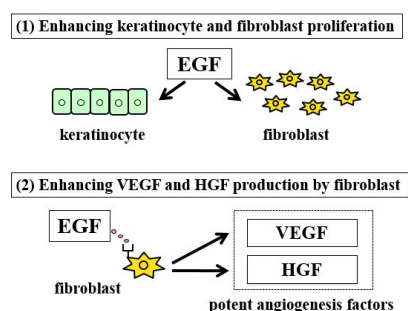 (1) Enhancing keratinocyte and fibroblast proliferation
EGF
keratinocyte
fibroblast
(2) Enhancing VEGF and HGF production by fibroblast
EGF
VEGF
HGF
fibroblast
potent angiogenesis factors